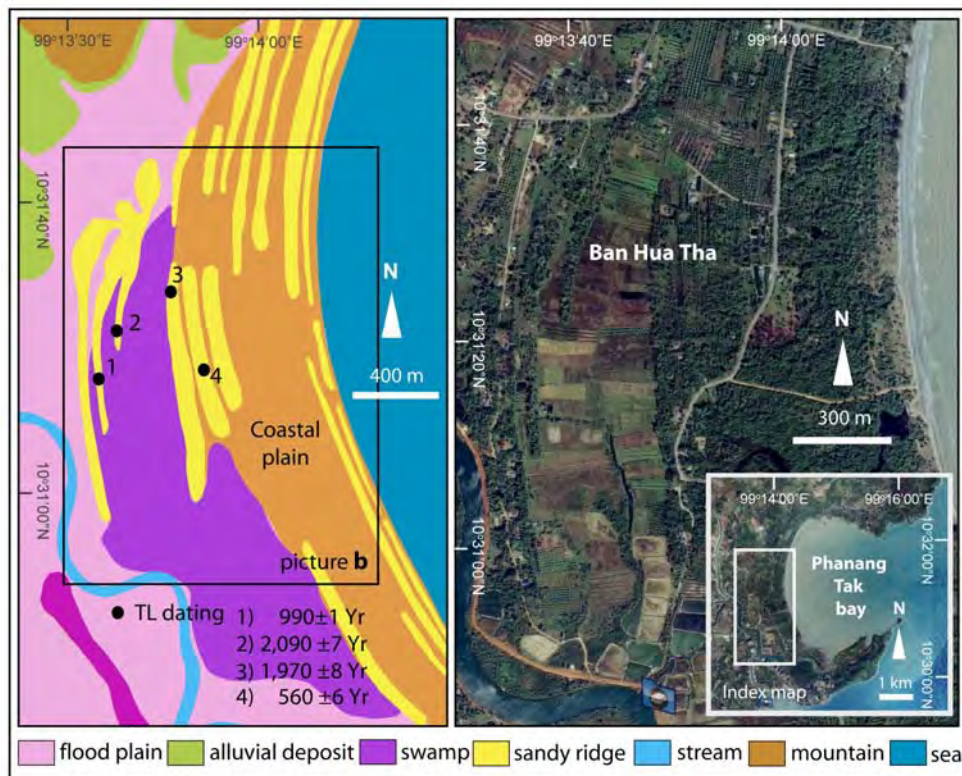 99°13'30"E
99°14'00"E
10°31'40"N
10°31'00"N
1
2
3
4
N
400 m
Coastal
plain
picture b
TL dating
1) 990±1 Yr
2) 2,090 ±7 Yr
3) 1,970 ±8 Yr
4) 560 ±6 Yr
99°13'40"E
99°14'00"E
10°31'40"N
10°31'20"N
10°31'00"N
Ban Hua Tha
N
300 m
99°14'00"E
99°16'00"E
10°32'00"N
10°30'00"N
Phanang
Tak
bay
N
Index map
1 km
flood plain
alluvial deposit
swamp
sandy ridge
stream
mountain
sea